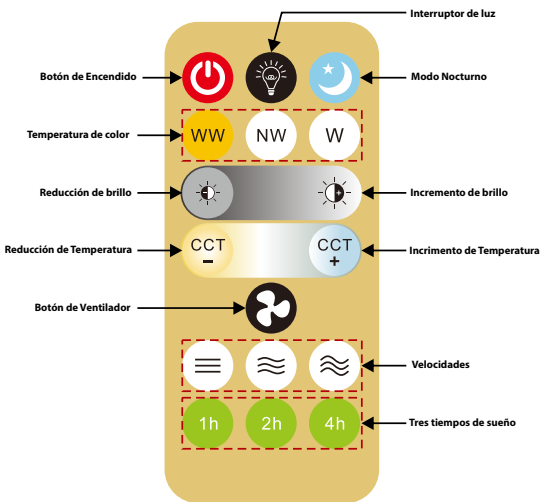 Interruptor de luz
Botón de Encendido
Modo Nocturno
Temperatura de color
WW
NW
W
Reducción de brillo
Incremento de brillo
Reducción de Temperatura
CCT
−
CCT
+
Incrimento de Temperatura
Botón de Ventilador
Velocidades
1h
2h
4h
Tres tiempos de sueño